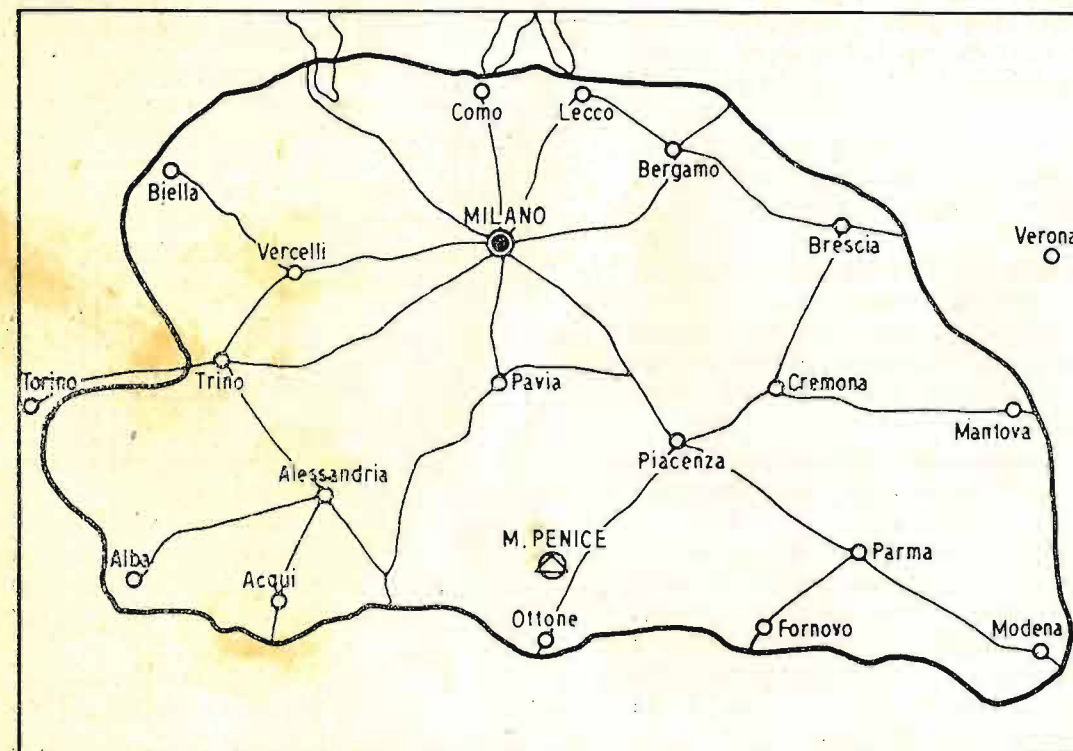 Como
Lecco
Bergamo
Biella
MILANO
Brescia
Verona
Vercelli
Torino
Trino
Pavia
Cremona
Mantova
Piacenza
Alessandria
M. PENICE
Parma
Alba
Acqui
Ottone
Fornovo
Modena